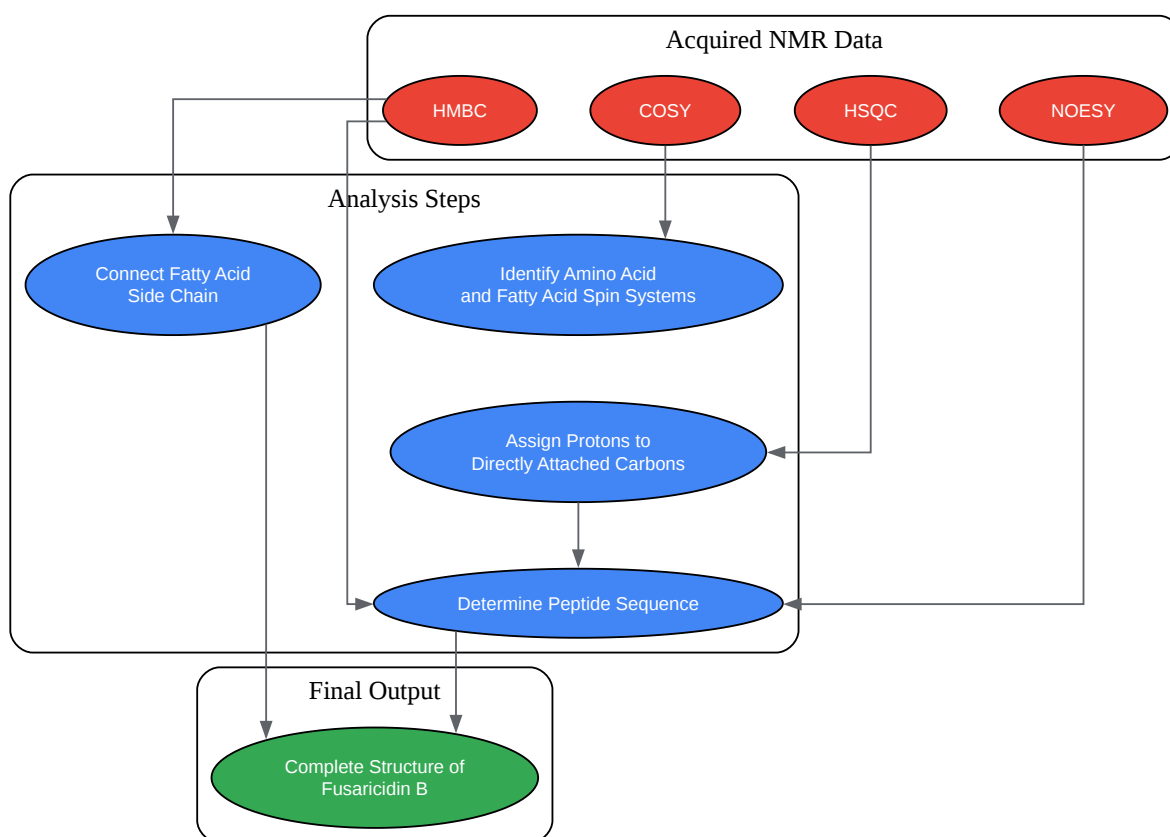 Acquired NMR Data
HMBC
COSY
HSQC
NOESY
Analysis Steps
Connect Fatty Acid
Side Chain
Identify Amino Acid
and Fatty Acid Spin Systems
Assign Protons to
Directly Attached Carbons
Determine Peptide Sequence
Final Output
Complete Structure of
Fusaricidin B